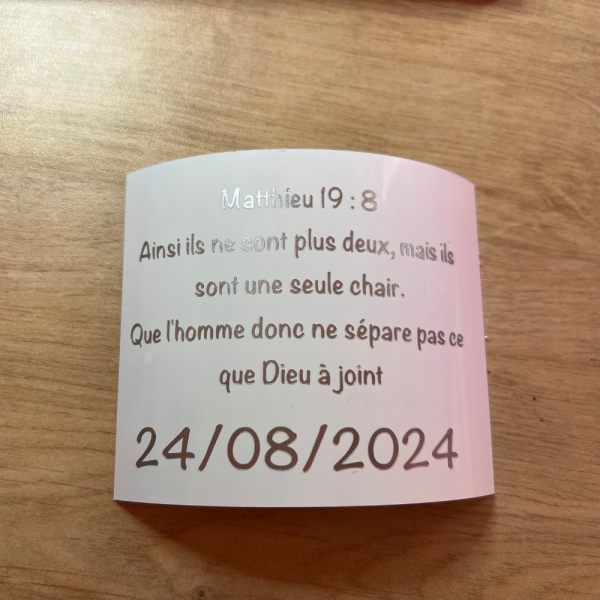 Matthieu 19 : 8
Ainsi ils ne sont plus deux, mais ils
sont une seule chair.
Que l'homme donc ne sépare pas ce
que Dieu à joint
24/08/2024